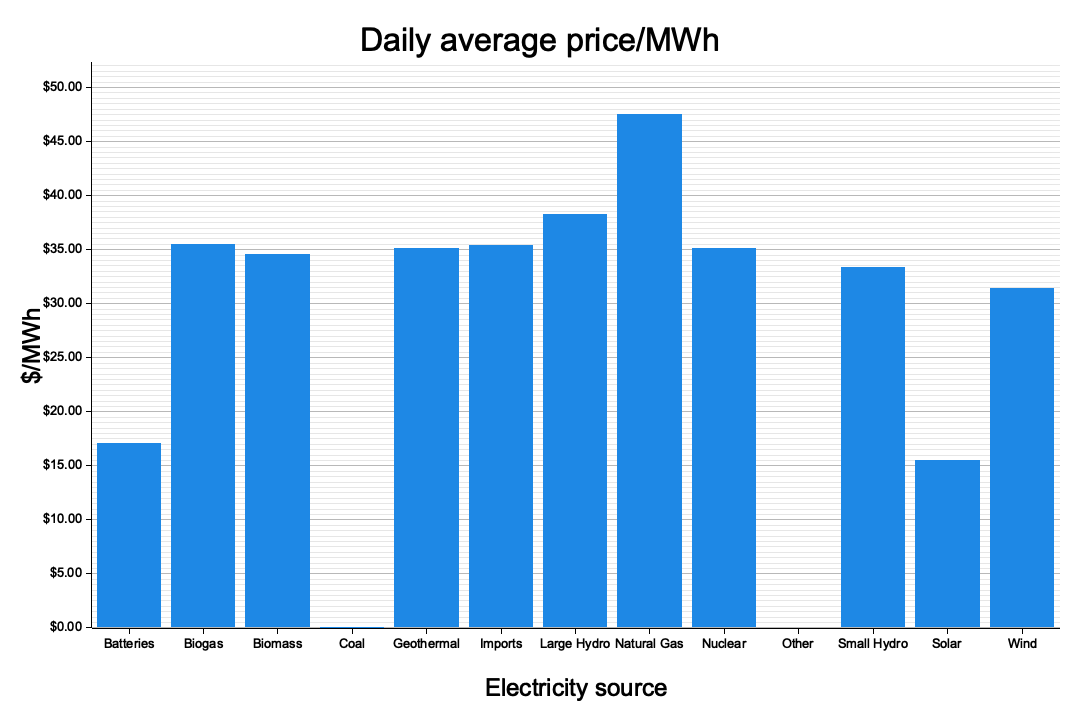 Daily average price/MWh
$/MWh
$50.00
$45.00
$40.00
$35.00
$30.00
$25.00
$20.00
$15.00
$10.00
$5.00
$0.00
Batteries Biogas Biomass Coal Geothermal Imports Large Hydro Natural Gas Nuclear Other Small Hydro Solar Wind
Electricity source